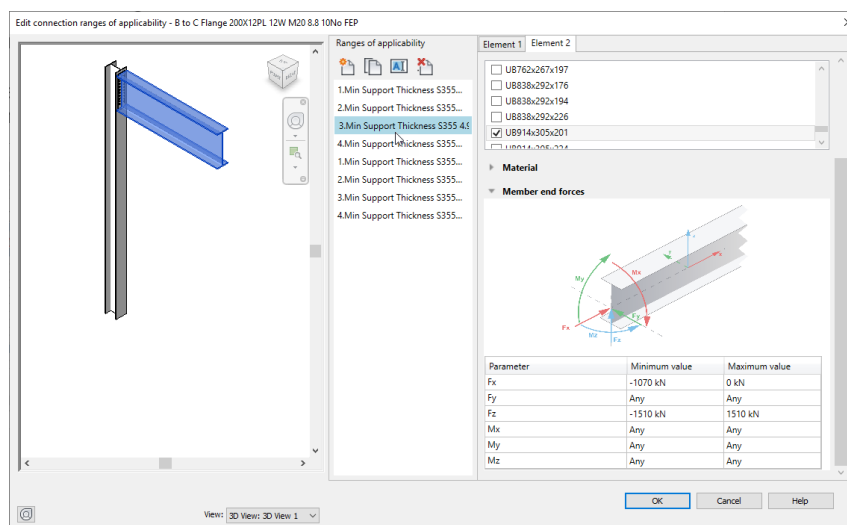 Edit connection ranges of applicability - B to C Flange 200X12PL 12W M20 8.8 10No FEP
Ranges of applicability
1.Min Support Thickness S355...
2.Min Support Thickness S355...
3.Min Support Thickness S355 4.9
4.Min Support Thickness S355...
1.Min Support Thickness S355...
2.Min Support Thickness S355...
3.Min Support Thickness S355...
4.Min Support Thickness S355...
Element 1 Element 2
UB762x267x197
UB838x292x176
UB838x292x194
UB838x292x226
UB914x305x201
UB914x305x224
Material
Member end forces
My
Mx
Fy
Fx
Mz
Fz
Parameter Minimum value Maximum value
Fx -1070 kN 0 kN
Fy Any Any
Fz -1510 kN 1510 kN
Mx Any Any
My Any Any
Mz Any Any
View: 3D View: 3D View 1
OK Cancel Help